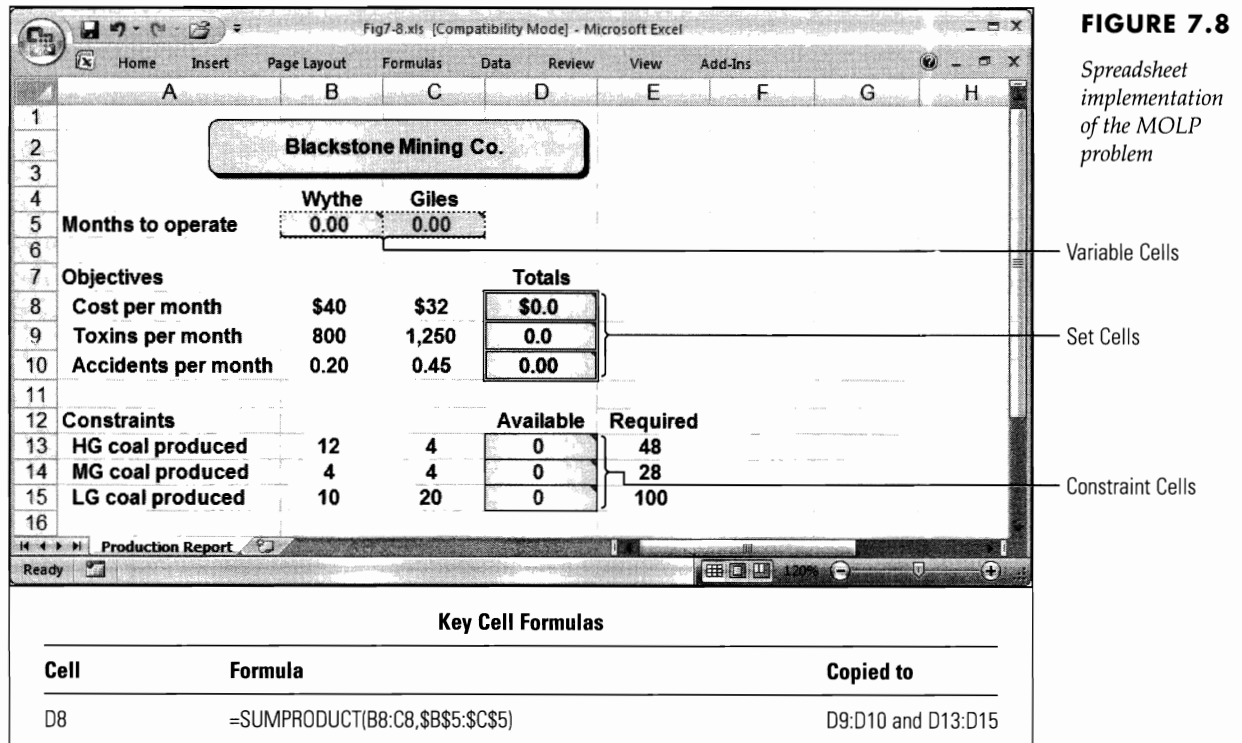 FIGURE 7.8
Spreadsheet
implementation
of the MOLP
problem
Fig7-8.xls [Compatibility Mode] - Microsoft Excel
Home Insert Page Layout Formulas Data Review View Add-Ins
A B C D E F G H
1
2 Blackstone Mining Co.
3
4 Wythe Giles
5 Months to operate 0.00 0.00
6
Variable Cells
7 Objectives Totals
8 Cost per month $40 $32 $0.0
9 Toxins per month 800 1,250 0.0
Set Cells
10 Accidents per month 0.20 0.45 0.00
11
12 Constraints Available Required
13 HG coal produced 12 4 0 48
14 MG coal produced 4 4 0 28
15 LG coal produced 10 20 0 100
Constraint Cells
16
Production Report
Ready 120%
Key Cell Formulas
Cell Formula Copied to
D8 =SUMPRODUCT(B8:C8,$B$5:$C$5) D9:D10 and D13:D15